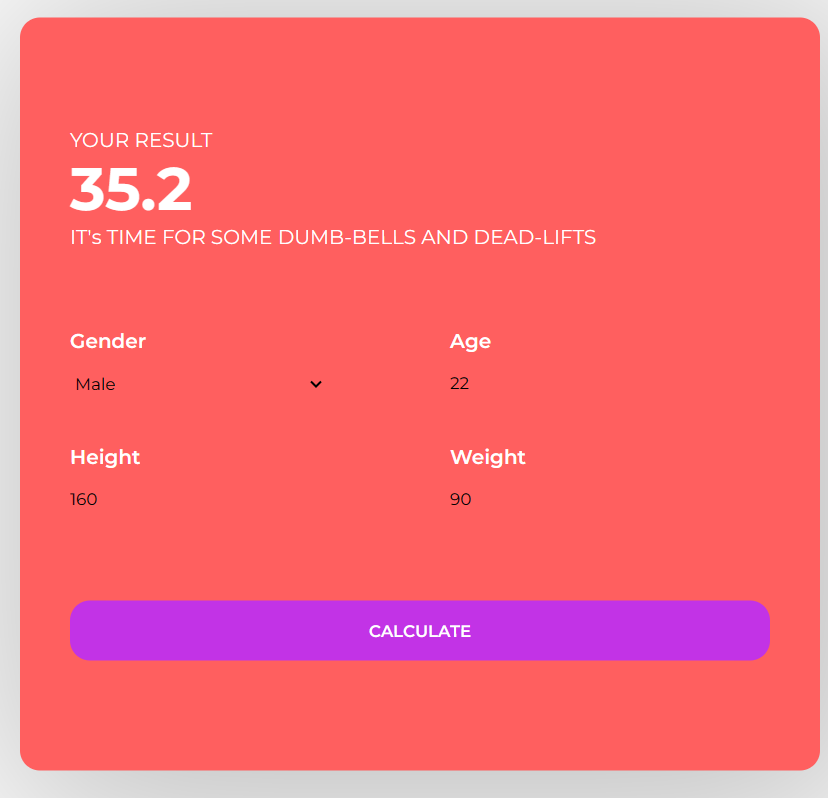 YOUR RESULT
35.2
IT's TIME FOR SOME DUMB-BELLS AND DEAD-LIFTS
Gender
Age
Male
22
Height
Weight
160
90
CALCULATE